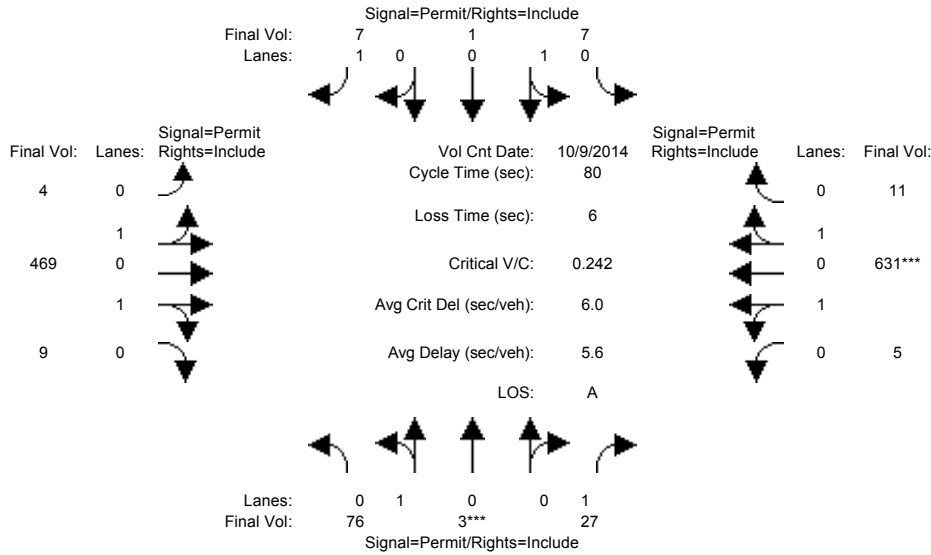 Signal=Permit/Rights=Include
Final Vol: 7 1 7
Lanes: 1 0 0 1 0
Signal=Permit Signal=Permit
Final Vol: Lanes: Rights=Include Vol Cnt Date: 10/9/2014 Rights=Include Lanes: Final Vol:
Cycle Time (sec): 80
4 0 0 11
Loss Time (sec): 6
1 1
469 0 Critical V/C: 0.242 0 631***
1 Avg Crit Del (sec/veh): 6.0 1
9 0 Avg Delay (sec/veh): 5.6 0 5
LOS: A
Lanes: 0 1 0 0 1
Final Vol: 76 3*** 27
Signal=Permit/Rights=Include